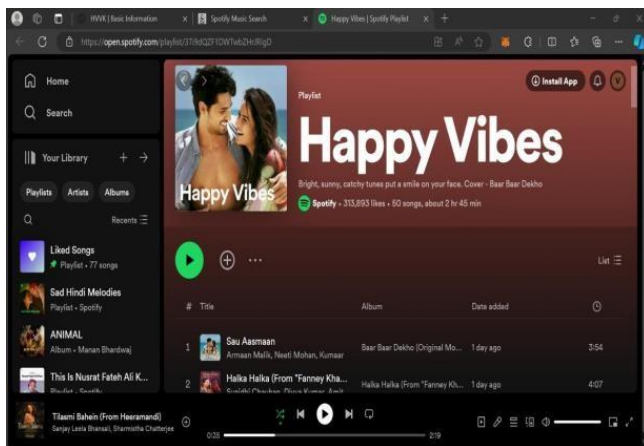 HVVK | Basic Information
Spotify Music Search
Happy Vibes | Spotify Playlist
Home
Search
Your Library
Playlists
Artists
Albums
Recents
Liked Songs
Playlist • 77 songs
Sad Hindi Melodies
Playlist • Spotify
ANIMAL
Album • Manan Bhardwaj
This Is Nusrat Fateh Ali K...
Playlist • Spotify
Install App
V
Happy Vibes
Playlist
Happy Vibes
Bright, sunny, catchy tunes put a smile on your face. Cover - Baar Baar Dekho
Spotify • 313,893 likes • 50 songs, about 2 hr 45 min
List
# Title Album Date added
1 Sau Aasmaan Baar Baar Dekho (Original Mo... 1 day ago 3:54
Armaan Malik, Neeti Mohan, Kumaar
2 Halka Halka (From "Fanney Kha... Halka Halka (From "Fanney Kh... 1 day ago 4:07
Sunidhi Chauhan, Divya Kumar, Amit
Tilasmi Bahein (From Heeramandi)
Sanjay Leela Bhansali, Sharmistha Chatterjee
0:25
2:19